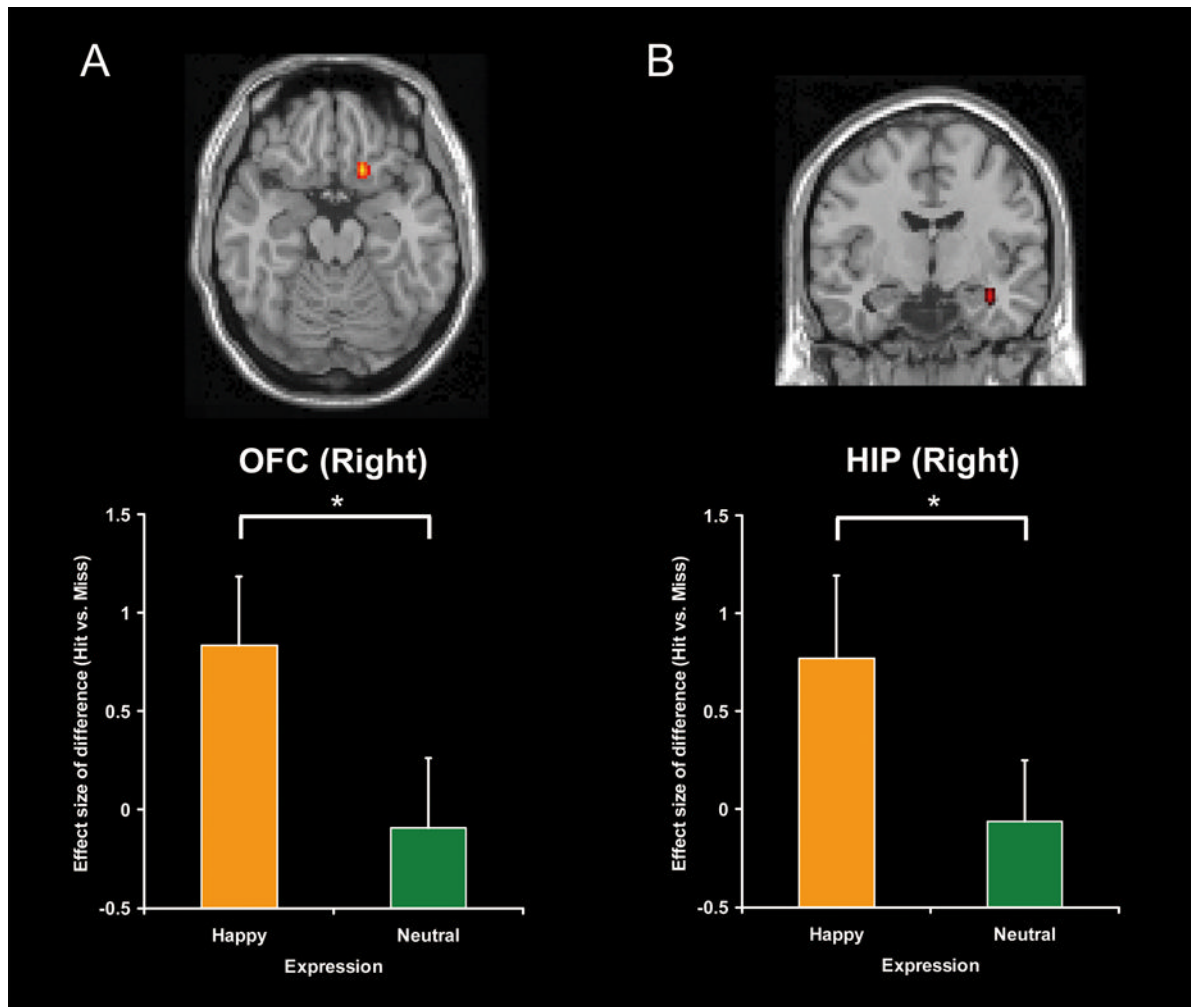 A
OFC (Right)
*
1.5
1
0.5
0
-0.5
Effect size of difference (Hit vs. Miss)
Happy
Neutral
Expression
B
HIP (Right)
*
1.5
1
0.5
0
-0.5
Effect size of difference (Hit vs. Miss)
Happy
Neutral
Expression